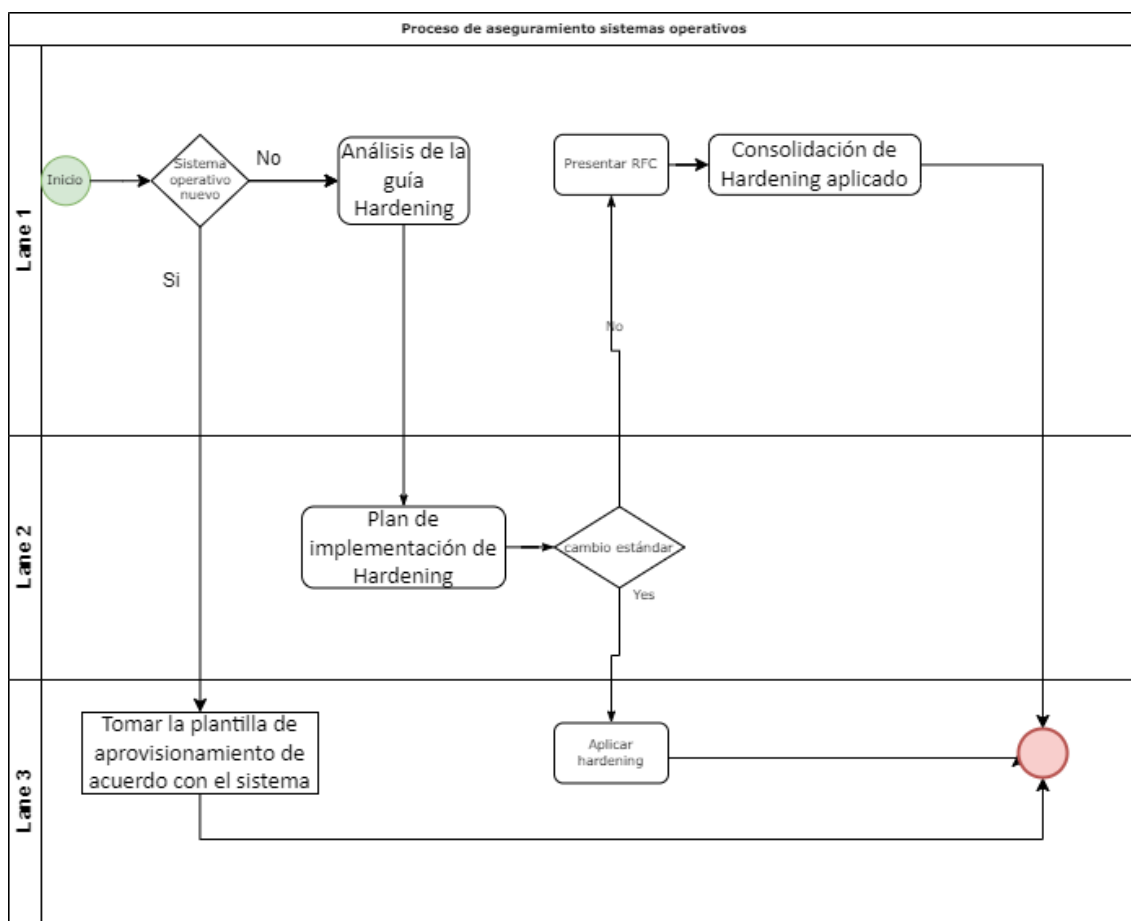 Proceso de aseguramiento sistemas operativos
Lane 1
Inicio
Sistema
operativo
nuevo
No
Análisis de la
guía
Hardening
Presentar RFC
Consolidación de
Hardening aplicado
Si
No
Lane 2
Plan de
implementación de
Hardening
cambio estándar
Yes
Lane 3
Tomar la plantilla de
aprovisionamiento de
acuerdo con el sistema
Aplicar
hardening